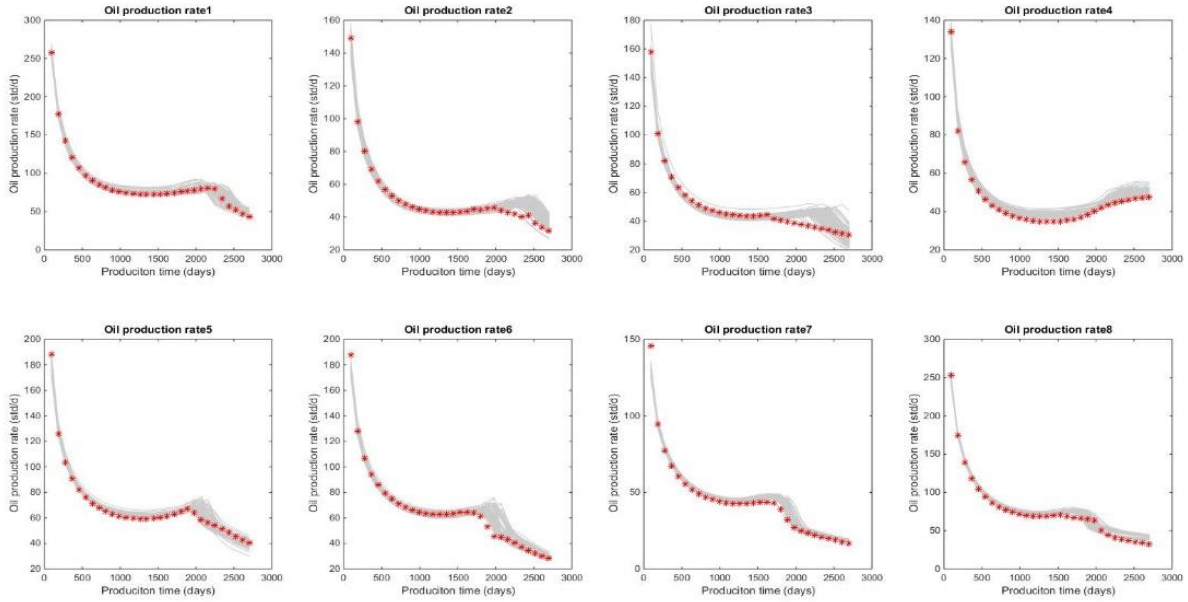 Oil production rate1
Oil production rate (std/d)
300
250
200
150
100
50
0
0 500 1000 1500 2000 2500 3000
Produciton time (days)
Oil production rate2
Oil production rate (std/d)
160
140
120
100
80
60
40
20
0 500 1000 1500 2000 2500 3000
Produciton time (days)
Oil production rate3
Oil production rate (std/d)
180
160
140
120
100
80
60
40
20
0 500 1000 1500 2000 2500 3000
Produciton time (days)
Oil production rate4
Oil production rate (std/d)
140
120
100
80
60
40
20
0 500 1000 1500 2000 2500 3000
Produciton time (days)
Oil production rate5
Oil production rate (std/d)
200
180
160
140
120
100
80
60
40
20
0 500 1000 1500 2000 2500 3000
Produciton time (days)
Oil production rate6
Oil production rate (std/d)
200
180
160
140
120
100
80
60
40
20
0 500 1000 1500 2000 2500 3000
Produciton time (days)
Oil production rate7
Oil production rate (std/d)
150
100
50
0
0 500 1000 1500 2000 2500 3000
Produciton time (days)
Oil production rate8
Oil production rate (std/d)
300
250
200
150
100
50
0
0 500 1000 1500 2000 2500 3000
Produciton time (days)